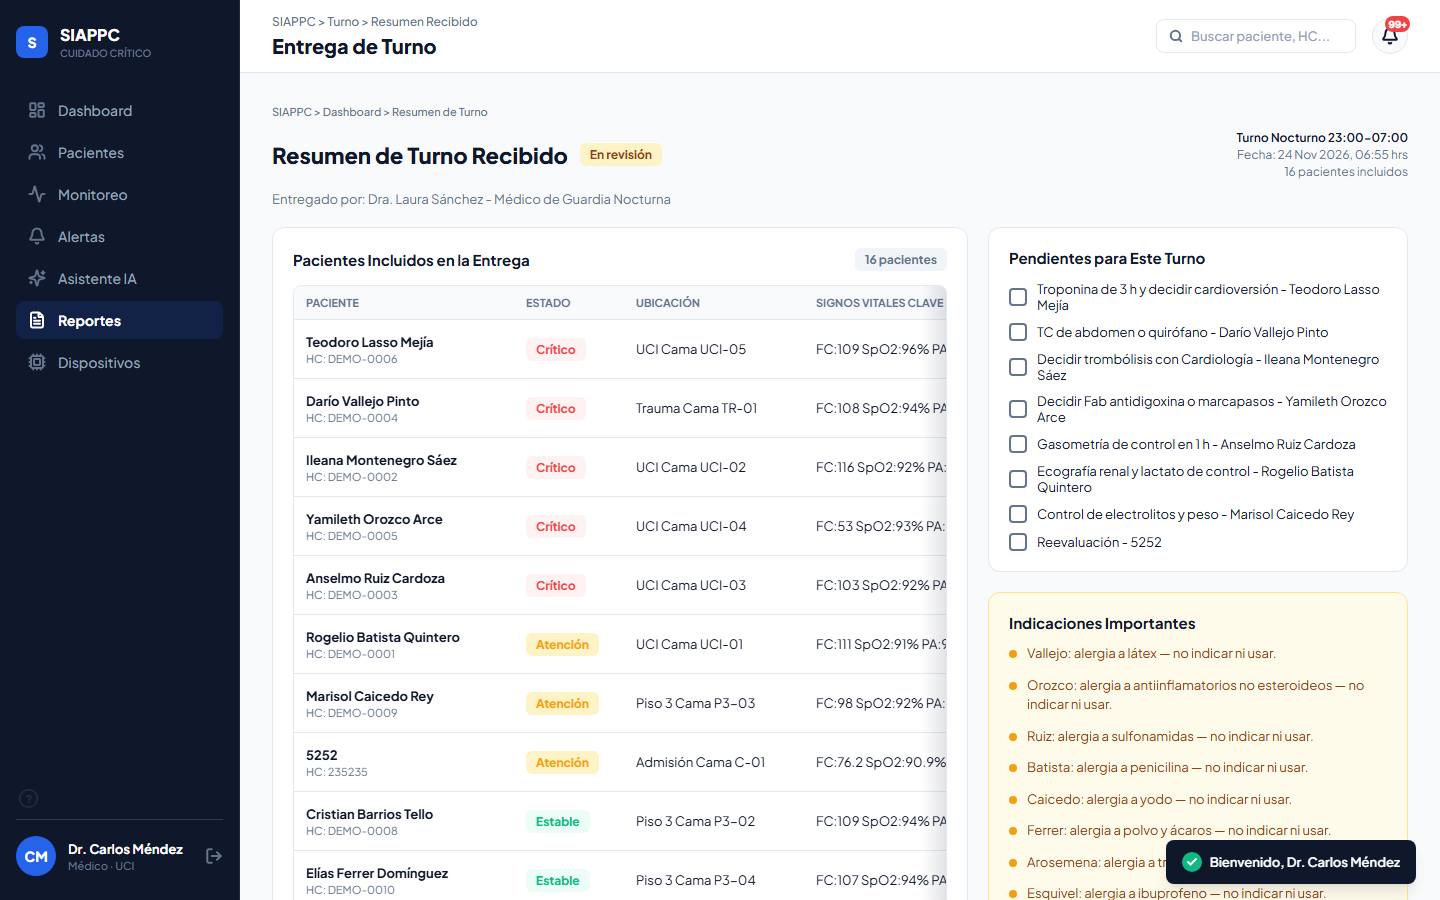 S
SIAPPC
CUIDADO CRÍTICO
Dashboard
Pacientes
Monitoreo
Alertas
Asistente IA
Reportes
Dispositivos
?
CM
Dr. Carlos Méndez
Médico · UCI
SIAPPC > Turno > Resumen Recibido
Entrega de Turno
Buscar paciente, HC...
99+
SIAPPC > Dashboard > Resumen de Turno
Resumen de Turno Recibido
En revisión
Entregado por: Dra. Laura Sánchez - Médico de Guardia Nocturna
Turno Nocturno 23:00–07:00
Fecha: 24 Nov 2026, 06:55 hrs
16 pacientes incluidos
Pacientes Incluidos en la Entrega
16 pacientes
PACIENTE ESTADO UBICACIÓN SIGNOS VITALES CLAVE
Teodoro Lasso Mejía
HC: DEMO-0006
Crítico
UCI Cama UCI-05
FC:109 SpO2:96% PA
Darío Vallejo Pinto
HC: DEMO-0004
Crítico
Trauma Cama TR-01
FC:108 SpO2:94% PA
Ileana Montenegro Sáez
HC: DEMO-0002
Crítico
UCI Cama UCI-02
FC:116 SpO2:92% PA:
Yamileth Orozco Arce
HC: DEMO-0005
Crítico
UCI Cama UCI-04
FC:53 SpO2:93% PA:
Anselmo Ruiz Cardoza
HC: DEMO-0003
Crítico
UCI Cama UCI-03
FC:103 SpO2:92% PA
Rogelio Batista Quintero
HC: DEMO-0001
Atención
UCI Cama UCI-01
FC:111 SpO2:91% PA:9
Marisol Caicedo Rey
HC: DEMO-0009
Atención
Piso 3 Cama P3-03
FC:98 SpO2:92% PA:
5252
HC: 235235
Atención
Admisión Cama C-01
FC:76.2 SpO2:90.9%
Cristian Barrios Tello
HC: DEMO-0008
Estable
Piso 3 Cama P3-02
FC:109 SpO2:94% PA
Elías Ferrer Domínguez
HC: DEMO-0010
Estable
Piso 3 Cama P3-04
FC:107 SpO2:94% PA
Pendientes para Este Turno
Troponina de 3 h y decidir cardioversión - Teodoro Lasso
Mejía
TC de abdomen o quirófano - Darío Vallejo Pinto
Decidir trombólisis con Cardiología - Ileana Montenegro
Sáez
Decidir Fab antidigoxina o marcapasos - Yamileth Orozco
Arce
Gasometría de control en 1 h - Anselmo Ruiz Cardoza
Ecografía renal y lactato de control - Rogelio Batista
Quintero
Control de electrolitos y peso - Marisol Caicedo Rey
Reevaluación - 5252
Indicaciones Importantes
Vallejo: alergia a látex — no indicar ni usar.
Orozco: alergia a antiinflamatorios no esteroideos — no
indicar ni usar.
Ruiz: alergia a sulfonamidas — no indicar ni usar.
Batista: alergia a penicilina — no indicar ni usar.
Caicedo: alergia a yodo — no indicar ni usar.
Ferrer: alergia a polvo y ácaros — no indicar ni usar.
Arosemena: alergia a
Esquivel: alergia a ibuprofeno — no indicar ni usar.
Bienvenido, Dr. Carlos Méndez